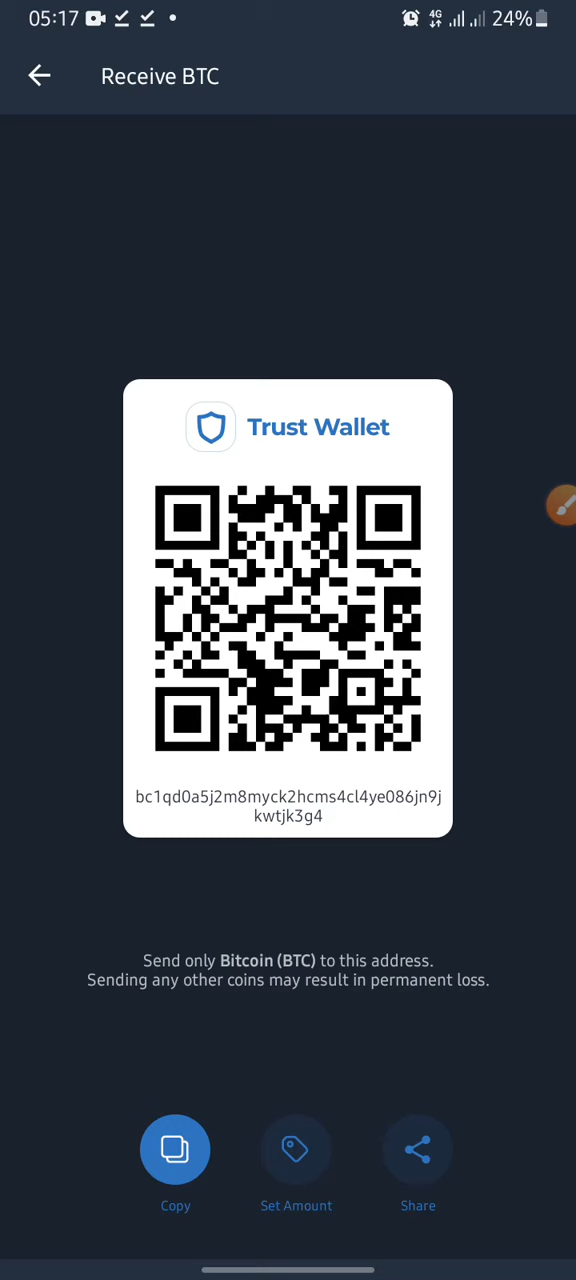 05:17 4G 24%
Receive BTC
Trust Wallet
bc1qd0a5j2m8myck2hcms4cl4ye086jn9j
kwtjk3g4
Send only Bitcoin (BTC) to this address.
Sending any other coins may result in permanent loss.
Copy Set Amount Share